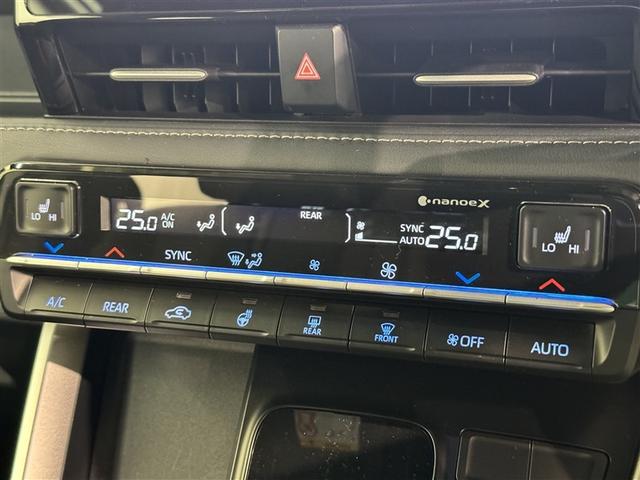 nanoeX
LO HI
25.0 A/C ON
REAR
SYNC AUTO 25.0
LO HI
SYNC
A/C
REAR
REAR
FRONT
OFF
AUTO